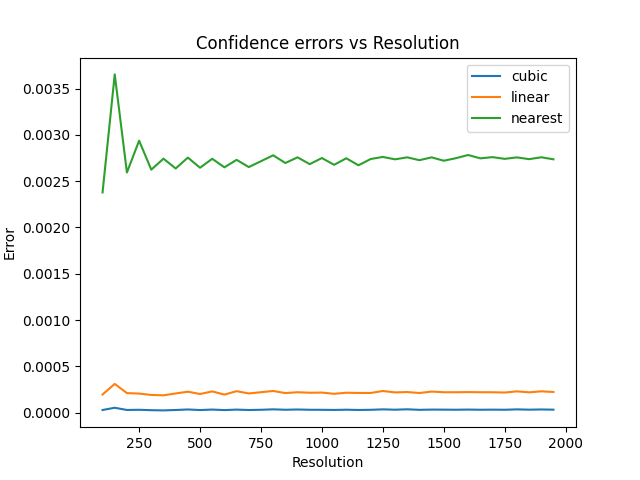 Confidence errors vs Resolution
cubic
linear
nearest
0.0035
0.0030
0.0025
0.0020
0.0015
0.0010
0.0005
0.0000
Error
250 500 750 1000 1250 1500 1750 2000
Resolution